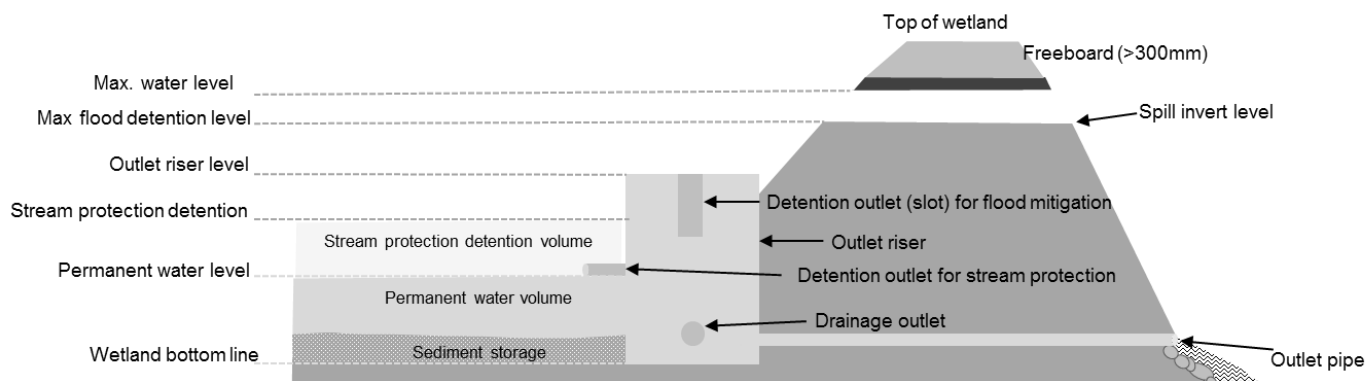 Top of wetland
Freeboard (>300mm)
Max. water level
Max flood detention level
Spill invert level
Outlet riser level
Detention outlet (slot) for flood mitigation
Stream protection detention
Stream protection detention volume
Outlet riser
Permanent water level
Detention outlet for stream protection
Permanent water volume
Drainage outlet
Wetland bottom line
Sediment storage
Outlet pipe